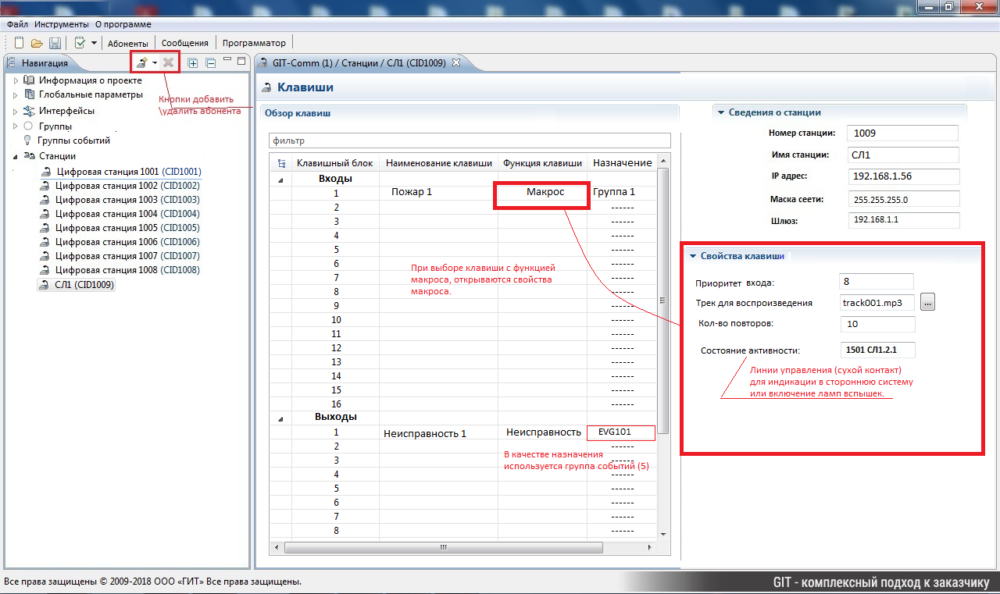 Файл Инструменты О программе
Абоненты Сообщения Программатор
Навигация
Информация о проекте
Глобальные параметры
Интерфейсы
Группы
Группы событий
Станции
Цифровая станция 1001 (CID1001)
Цифровая станция 1002 (CID1002)
Цифровая станция 1003 (CID1003)
Цифровая станция 1004 (CID1004)
Цифровая станция 1005 (CID1005)
Цифровая станция 1006 (CID1006)
Цифровая станция 1007 (CID1007)
Цифровая станция 1008 (CID1008)
СЛ1 (CID1009)
Кнопки добавить
\удалить абонента
GIT-Comm (1) / Станции / СЛ1 (CID1009)
Клавиши
Обзор клавиш
фильтр
Клавишный блок Наименование клавиши Функция клавиши Назначение
Входы
1 Пожар 1 Макрос Группа 1
2 ------
3 ------
4 ------
5 ------
6 ------
7 ------
8 ------
9 ------
10 ------
11 ------
12 ------
13 ------
14 ------
15 ------
16 ------
При выборе клавиши с функцией
макроса, открываются свойства
макроса.
Выходы
1 Неисправность 1 Неисправность EVG101
2 ------
3 ------
4 ------
5 ------
6 ------
7 ------
8 ------
В качестве назначения
используется группа событий (5)
Сведения о станции
Номер станции: 1009
Имя станции: СЛ1
IP адрес: 192.168.1.56
Маска сеети: 255.255.255.0
Шлюз: 192.168.1.1
Свойства клавиши
Приоритет входа: 8
Трек для воспроизведения track001.mp3 ...
Кол-во повторов: 10
Состояние активности: 1501 СЛ1.2.1
Линии управления (сухой контакт)
для индикации в стороннюю систему
или включение ламп вспышек.
Все права защищены © 2009-2018 ООО «ГИТ» Все права защищены.
GIT - комплексный подход к заказчику